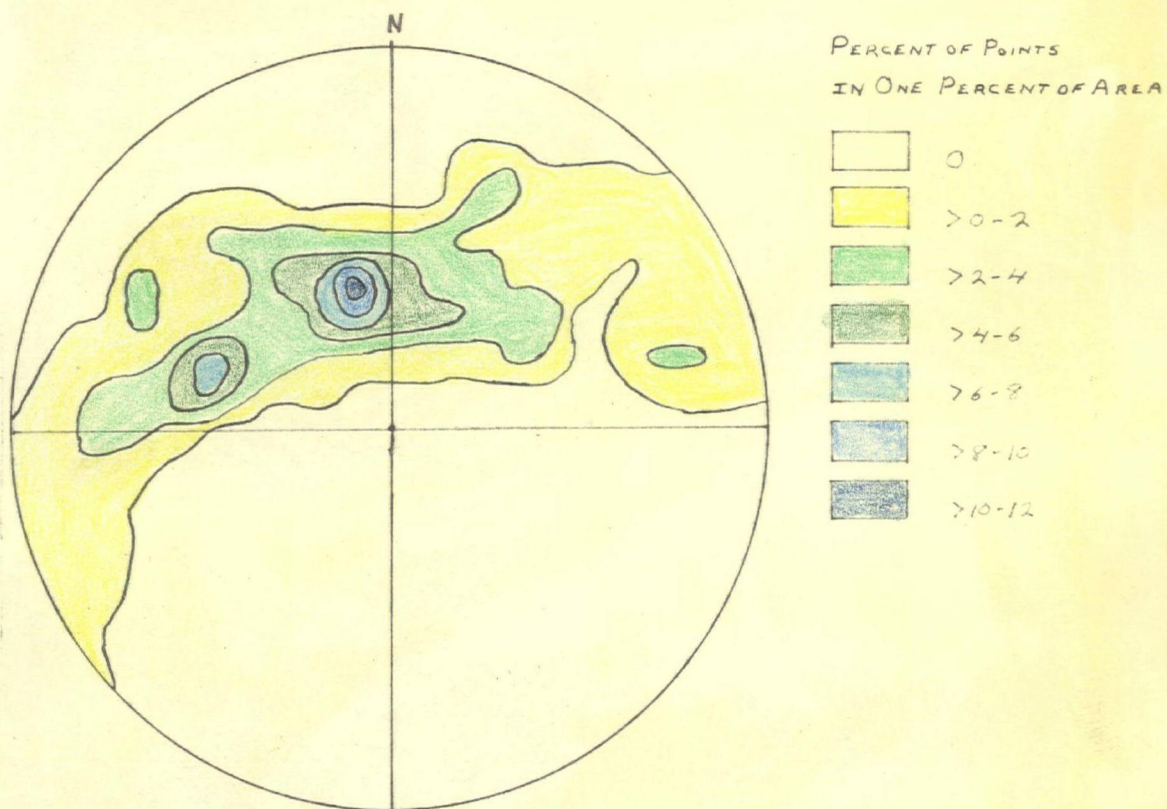 N
PERCENT OF POINTS
IN ONE PERCENT OF AREA
0
>0-2
>2-4
>4-6
>6-8
>8-10
>10-12